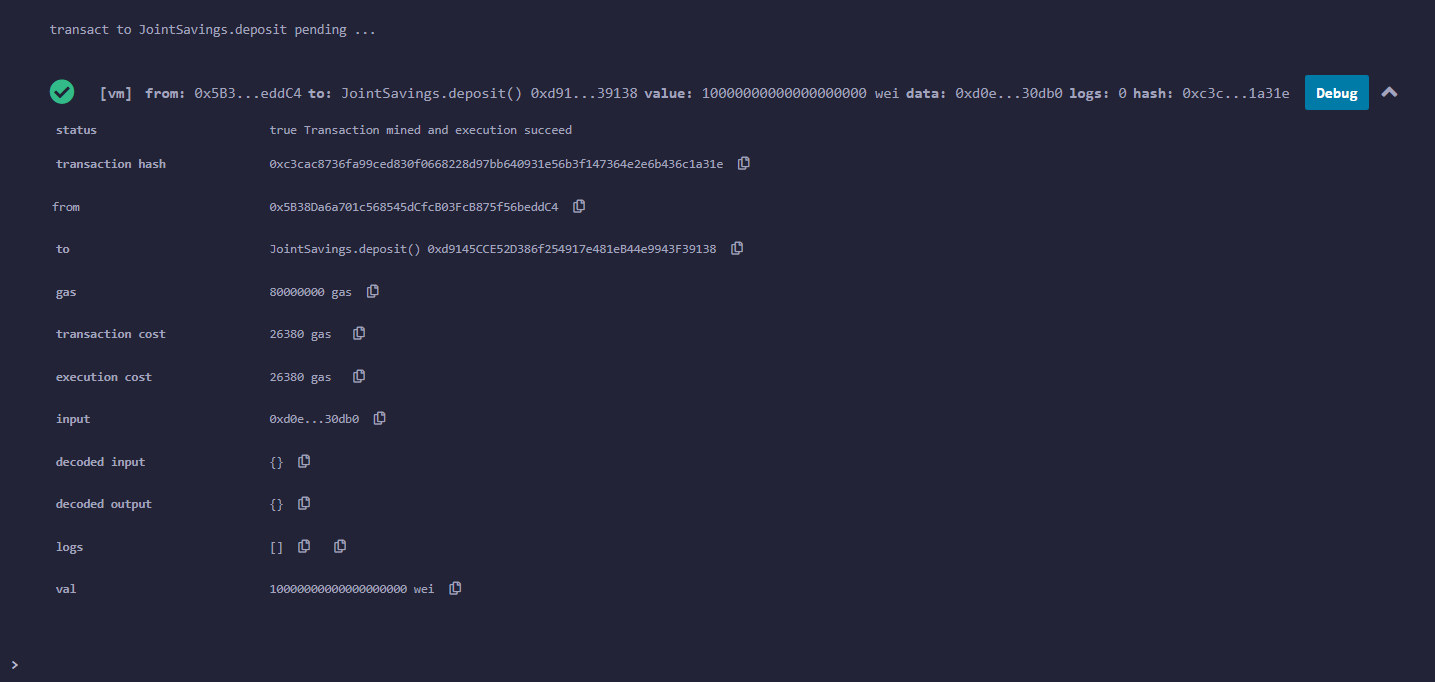 transact to JointSavings.deposit pending ...
[vm] from: 0x5B3...eddC4 to: JointSavings.deposit() 0xd91...39138 value: 10000000000000000000 wei data: 0xd0e...30db0 logs: 0 hash: 0xc3c...1a31e Debug
status true Transaction mined and execution succeed
transaction hash 0xc3cac8736fa99ced830f0668228d97bb640931e56b3f147364e2e6b436c1a31e
from 0x5B38Da6a701c568545dCfcB03FcB875f56beddC4
to JointSavings.deposit() 0xd9145CCE52D386f254917e481eB44e9943F39138
gas 80000000 gas
transaction cost 26380 gas
execution cost 26380 gas
input 0xd0e...30db0
decoded input {}
decoded output {}
logs []
val 10000000000000000000 wei
>